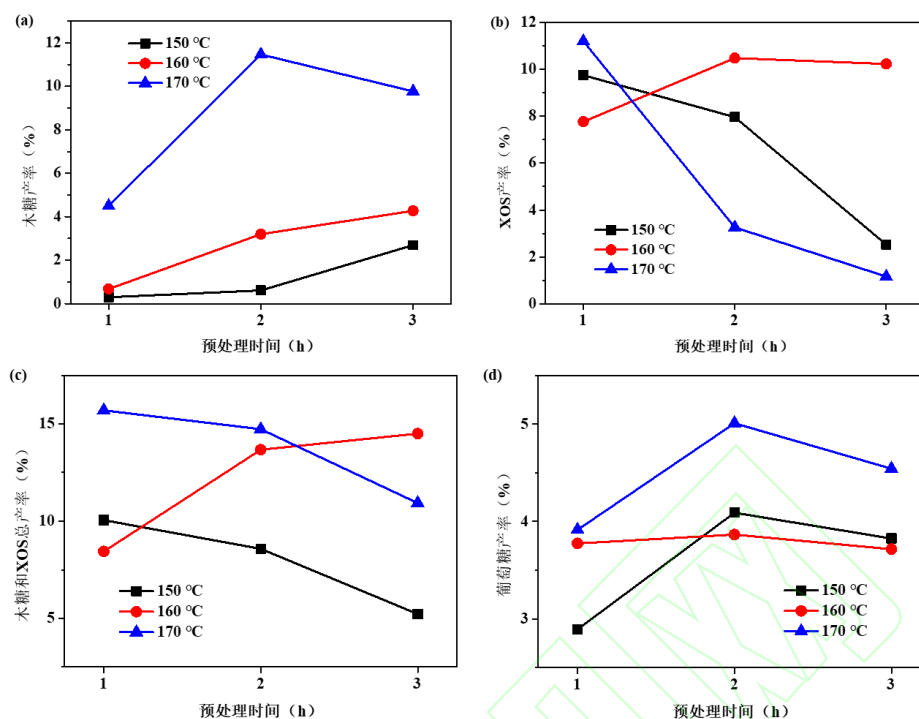 (a)
150 °C
160 °C
170 °C
12
10
8
6
4
2
0
木糖产率（%）
1
2
3
预处理时间（h）
(b)
12
10
8
6
4
2
0
XOS产率（%）
150 °C
160 °C
170 °C
1
2
3
预处理时间（h）
(c)
15
10
5
木糖和XOS总产率（%）
150 °C
160 °C
170 °C
1
2
3
预处理时间（h）
(d)
5
4
3
葡萄糖产率（%）
150 °C
160 °C
170 °C
1
2
3
预处理时间（h）